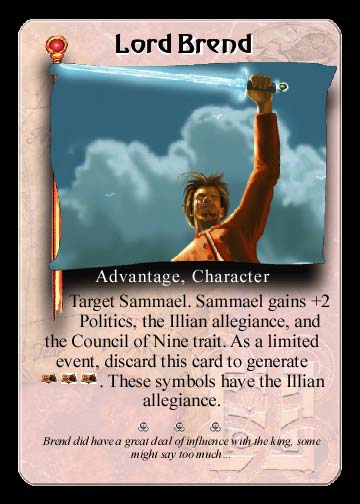 Lord Brend
Advantage, Character
Target Sammael. Sammael gains +2
Politics, the Illian allegiance, and
the Council of Nine trait. As a limited
event, discard this card to generate
. These symbols have the Illian
allegiance.
Brend did have a great deal of influence with the king, some
might say too much…